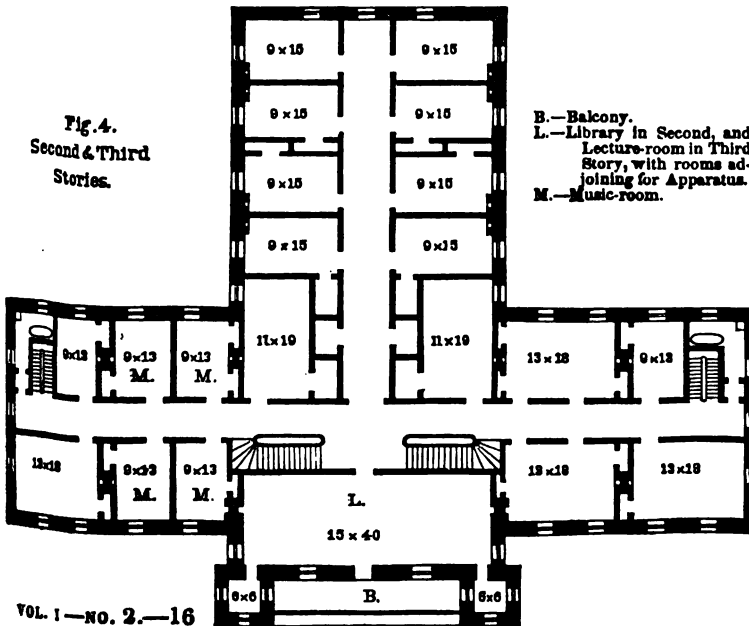 9 x 15 9 x 15
9 x 15 9 x 15
Fig. 4.
Second & Third
Stories.
B.—Balcony.
L.—Library in Second, and
Lecture-room in Third
Story, with rooms ad-
joining for Apparatus.
M.—Music-room.
9 x 15 9 x 15
9 x 15 9 x 15
11 x 19 11 x 19
9 x 13 9 x 13 9 x 13 13 x 18 9 x 13
M. M.
13 x 18 9 x 13 9 x 13 13 x 18 13 x 18
M. M.
L.
15 x 40
6 x 6 B. 6 x 6
VOL. I—NO. 2.—16